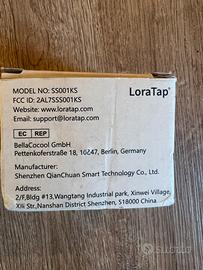 MODEL NO: SS001KS
LoraTap®
FCC ID: 2AL7SSS001KS
Website: www.loratap.com
Email: support@loratap.com
EC REP
BellaCocool GmbH
Pettenkoferstraße 18, 10247, Berlin, Germany
Manufacturer:
Shenzhen QianChuan Smart Technology Co., Ltd.
Address:
2/F,Bldg #13,Wangtang Industrial park, Xinwei Village,
Xili Str.,Nanshan District Shenzhen, 518000 China
subito